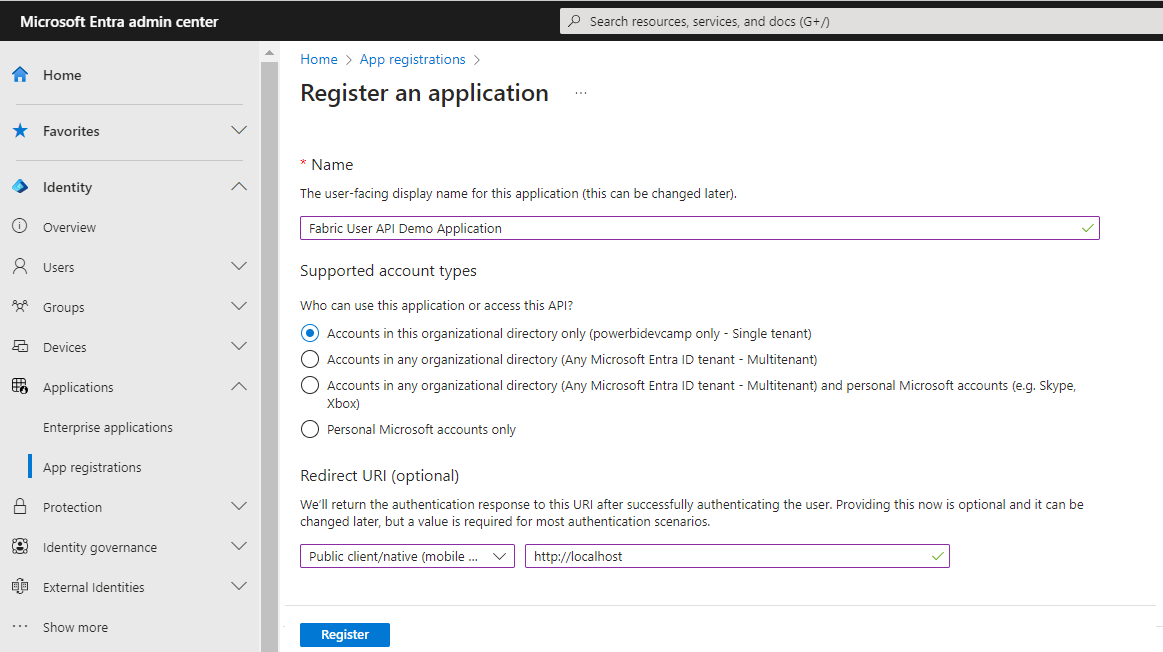 Microsoft Entra admin center
Search resources, services, and docs (G+/)
Home
Favorites
Identity
Overview
Users
Groups
Devices
Applications
Enterprise applications
App registrations
Protection
Identity governance
External Identities
Show more
Home > App registrations >
Register an application ...
* Name
The user-facing display name for this application (this can be changed later).
Fabric User API Demo Application
Supported account types
Who can use this application or access this API?
Accounts in this organizational directory only (powerbidevcamp only - Single tenant)
Accounts in any organizational directory (Any Microsoft Entra ID tenant - Multitenant)
Accounts in any organizational directory (Any Microsoft Entra ID tenant - Multitenant) and personal Microsoft accounts (e.g. Skype,
Xbox)
Personal Microsoft accounts only
Redirect URI (optional)
We'll return the authentication response to this URI after successfully authenticating the user. Providing this now is optional and it can be
changed later, but a value is required for most authentication scenarios.
Public client/native (mobile ...
http://localhost
Register